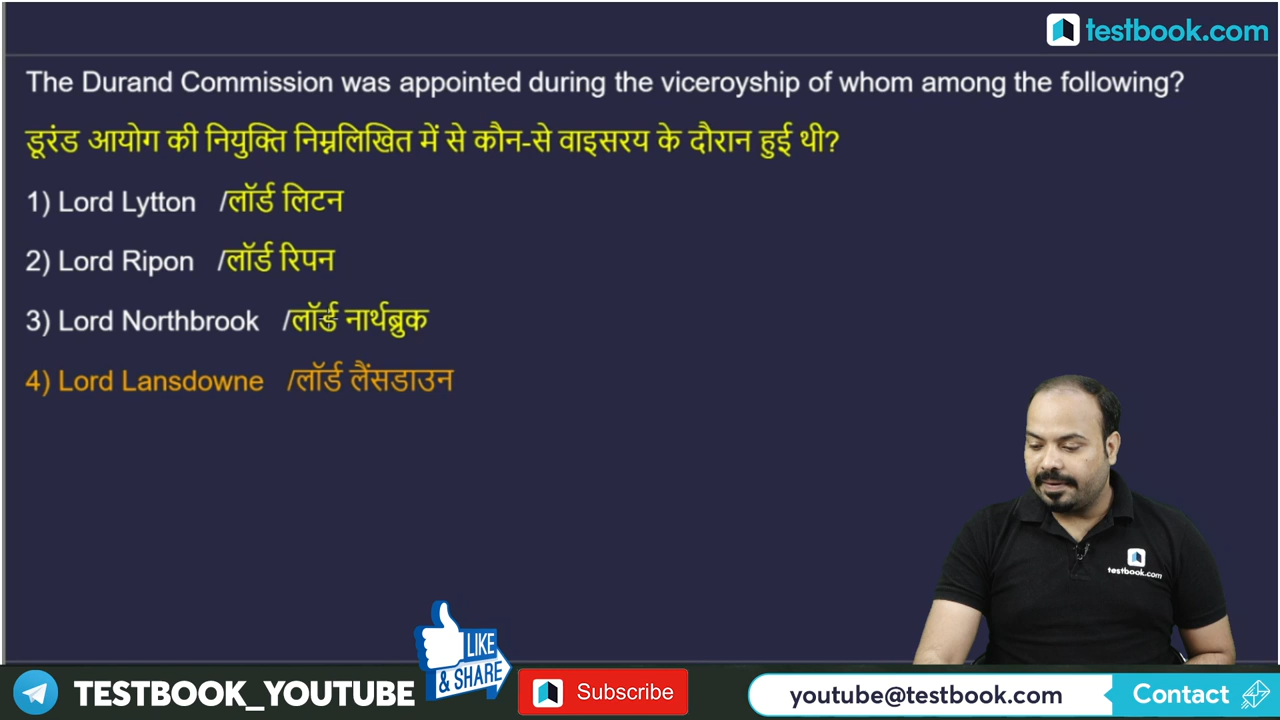 testbook.com
The Durand Commission was appointed during the viceroyship of whom among the following?
डूरंड आयोग की नियुक्ति निम्नलिखित में से कौन-से वाइसरय के दौरान हुई थी?
1) Lord Lytton /लॉर्ड लिटन
2) Lord Ripon /लॉर्ड रिपन
3) Lord Northbrook /लॉर्ड नार्थब्रुक
4) Lord Lansdowne /लॉर्ड लैंसडाउन
testbook.com
LIKE
& SHARE
TESTBOOK_YOUTUBE
Subscribe
youtube@testbook.com
Contact